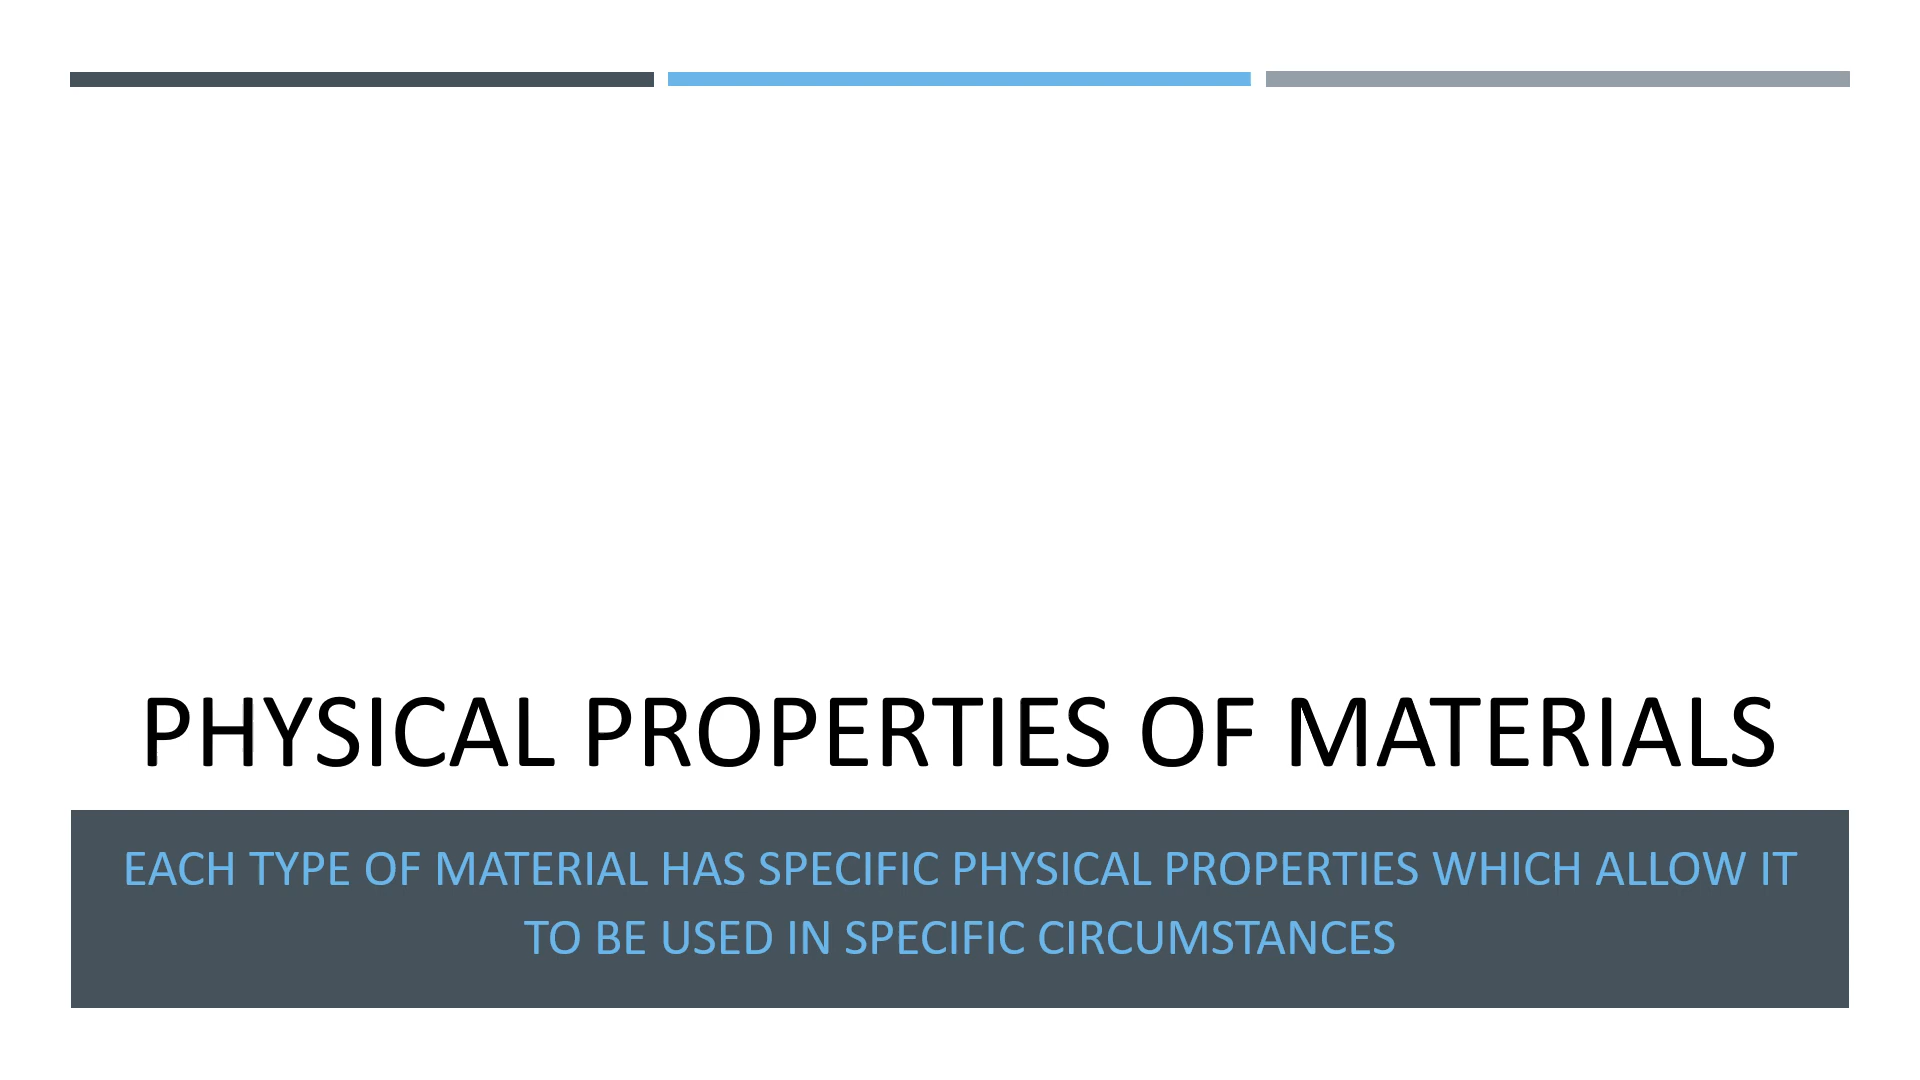 PHYSICAL PROPERTIES OF MATERIALS
EACH TYPE OF MATERIAL HAS SPECIFIC PHYSICAL PROPERTIES WHICH ALLOW IT
TO BE USED IN SPECIFIC CIRCUMSTANCES